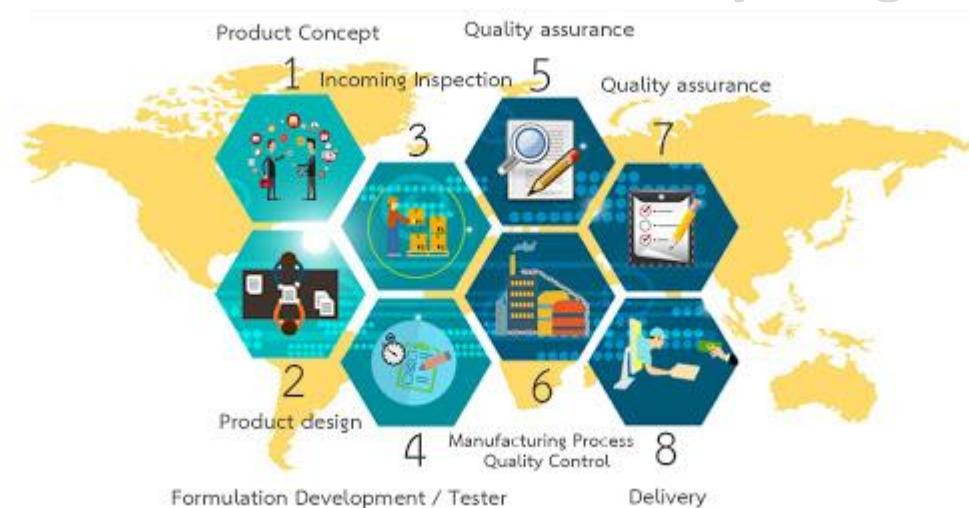 Product Concept
1
Incoming Inspection
3
Quality assurance
5
Quality assurance
7
2
Product design
4
Formulation Development / Tester
6
Manufacturing Process
Quality Control
8
Delivery